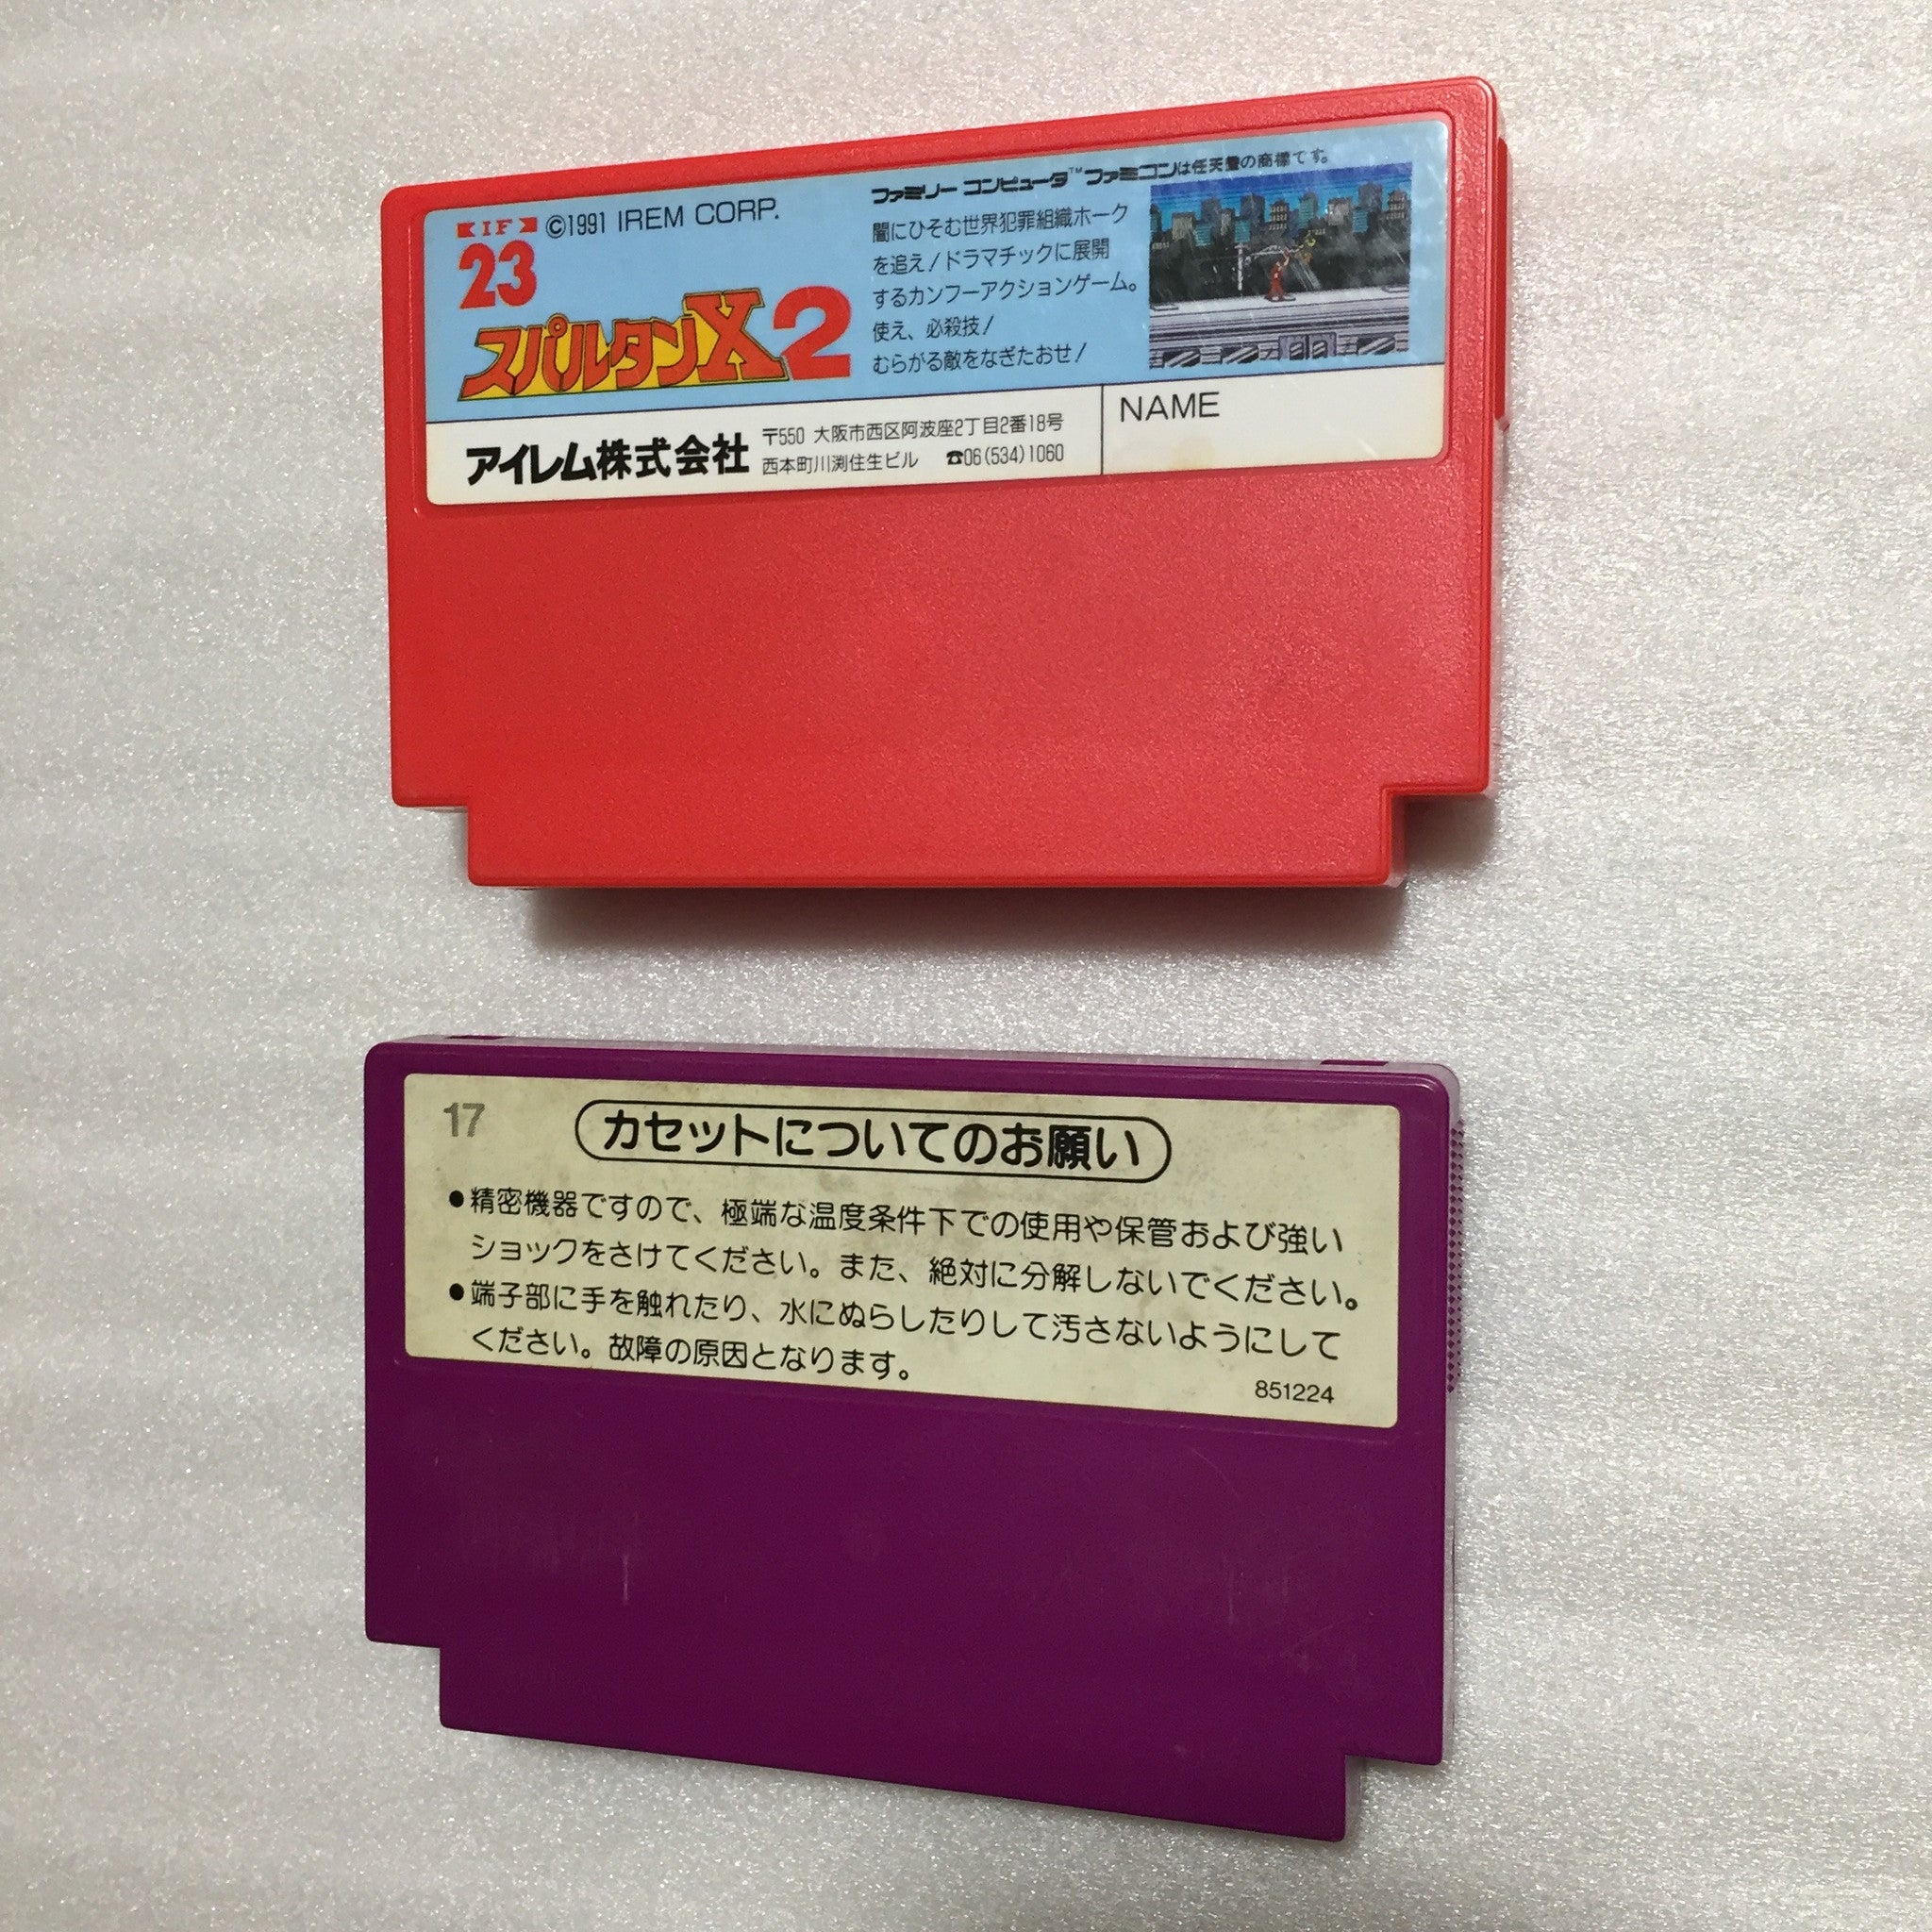 IF
23
©1991 IREM CORP.
スパルタンX2
ファミリー コンピュータ™ ファミコンは任天堂の商標です。
闇にひそむ世界犯罪組織ホーク
を追え!ドラマチックに展開
するカンフーアクションゲーム。
使え、必殺技!
むらがる敵をなぎたおせ!
アイレム株式会社
〒550 大阪市西区阿波座2丁目2番18号
西本町川渕住生ビル ☎06(534)1060
NAME
17
カセットについてのお願い
●精密機器ですので、極端な温度条件下での使用や保管および強い
ショックをさけてください。また、絶対に分解しないでください。
●端子部に手を触れたり、水にぬらしたりして汚さないようにして
ください。故障の原因となります。
851224